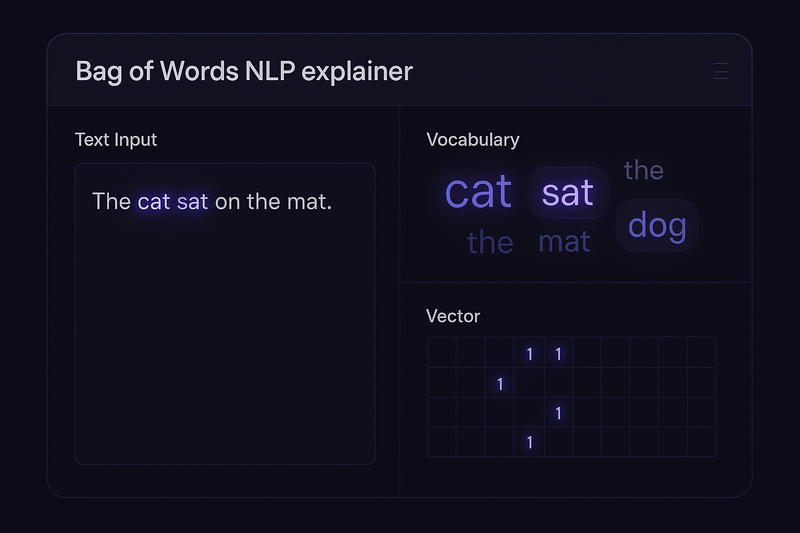 Bag of Words NLP explainer
Text Input
The cat sat on the mat.
Vocabulary
cat sat the
the mat dog
Vector
1 1
1
1
1